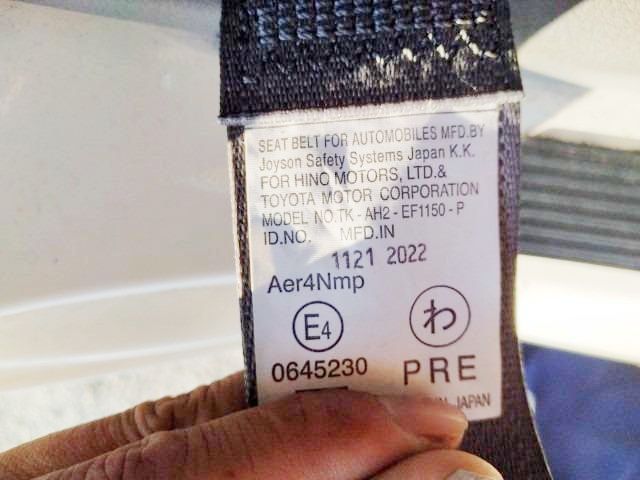 SEAT BELT FOR AUTOMOBILES MFD.BY
Joyson Safety Systems Japan K.K.
FOR HINO MOTORS, LTD.&
TOYOTA MOTOR CORPORATION
MODEL NO.TK - AH2 - EF1150 - P
ID.NO. MFD.IN
1121 2022
Aer4Nmp
E4 わ
0645230 PRE
JAPAN